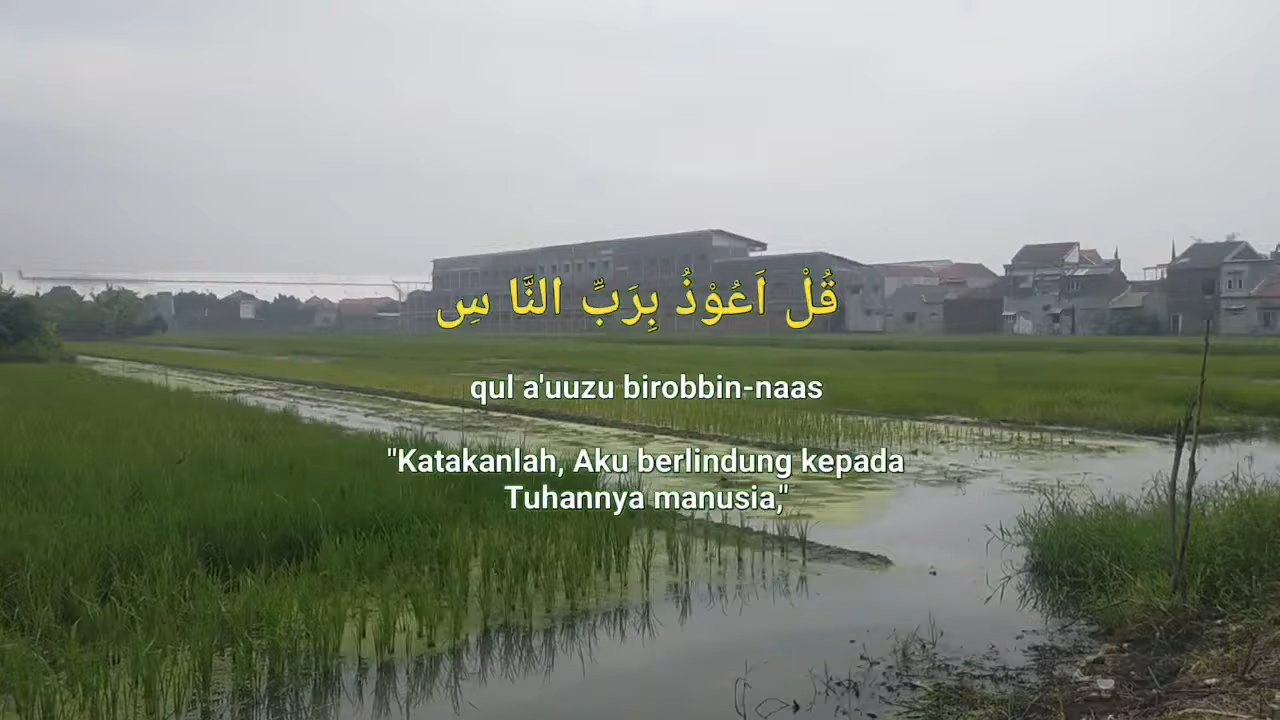 قُلْ اَعُوْذُ بِرَبِّ النَّا سِ
qul a'uuzu birobbin-naas
"Katakanlah, Aku berlindung kepada
Tuhannya manusia,"